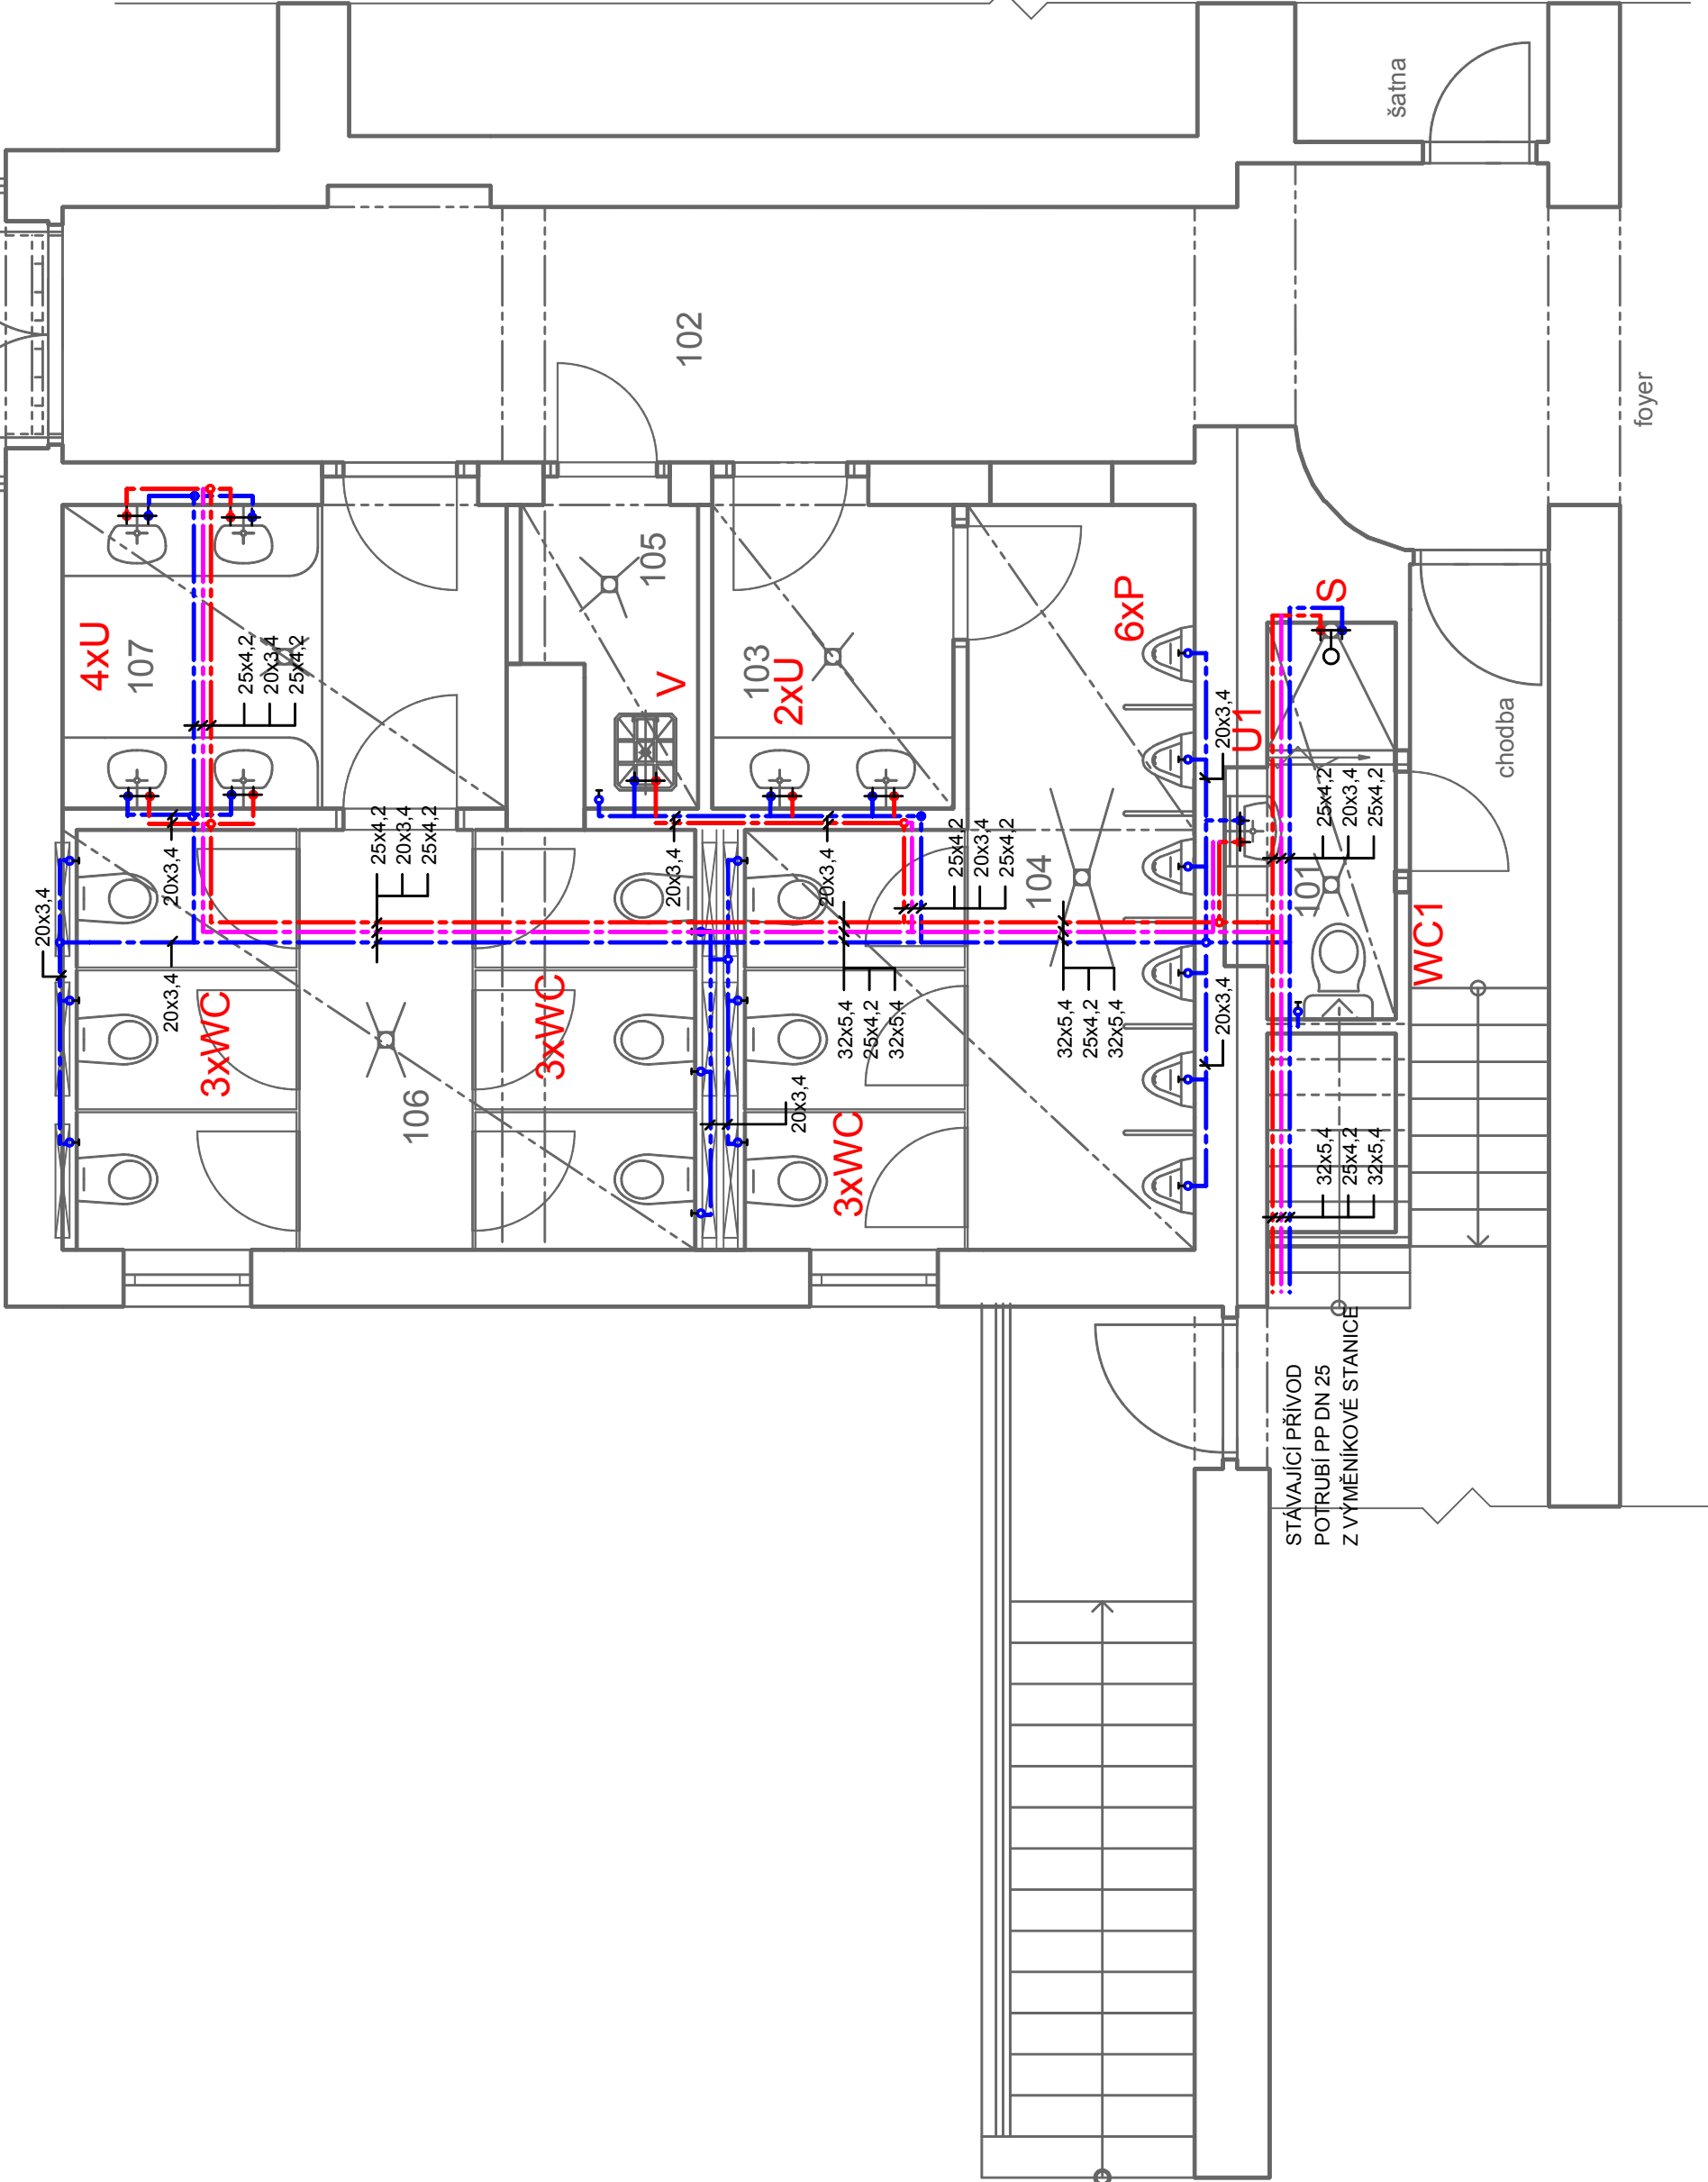 šatna
102
foyer
4xU
107
25x4,2
20x3,4
25x4,2
105
V
103
2xU
6xP
S
U1
20x3,4
chodba
20x3,4
20x3,4
20x3,4
25x4,2
20x3,4
25x4,2
20x3,4
20x3,4
25x4,2
20x3,4
25x4,2
104
101
25x4,2
20x3,4
25x4,2
WC1
3xWC
3xWC
106
20x3,4
3xWC
32x5,4
25x4,2
32x5,4
32x5,4
25x4,2
32x5,4
20x3,4
32x5,4
25x4,2
32x5,4
STÁVAJÍCÍ PŘÍVOD
POTRUBÍ PP DN 25
Z VÝMĚNÍKOVÉ STANICE